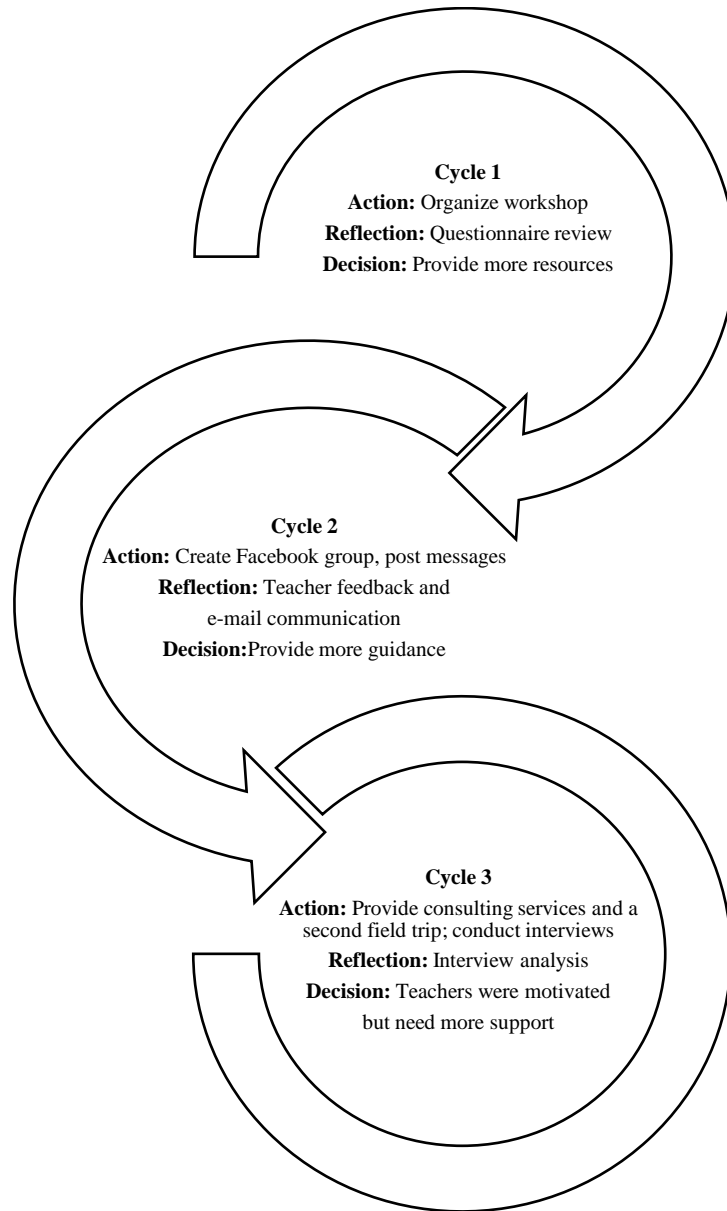 Cycle 1
Action: Organize workshop
Reflection: Questionnaire review
Decision: Provide more resources
Cycle 2
Action: Create Facebook group, post messages
Reflection: Teacher feedback and
e-mail communication
Decision:Provide more guidance
Cycle 3
Action: Provide consulting services and a
second field trip; conduct interviews
Reflection: Interview analysis
Decision: Teachers were motivated
but need more support